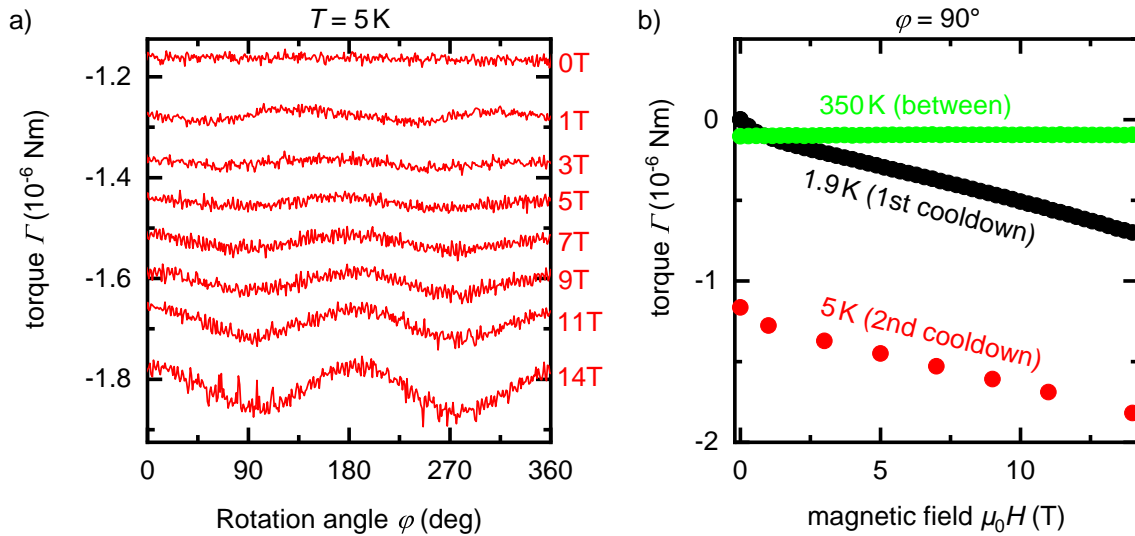 a)
T = 5 K
torque Γ (10⁻⁶ Nm)
-1.2
-1.4
-1.6
-1.8
0T
1T
3T
5T
7T
9T
11T
14T
0
90
180
270
360
Rotation angle φ (deg)
b)
φ = 90°
torque Γ (10⁻⁶ Nm)
0
-1
-2
350 K (between)
1.9 K (1st cooldown)
5 K (2nd cooldown)
0
5
10
magnetic field μ₀H (T)